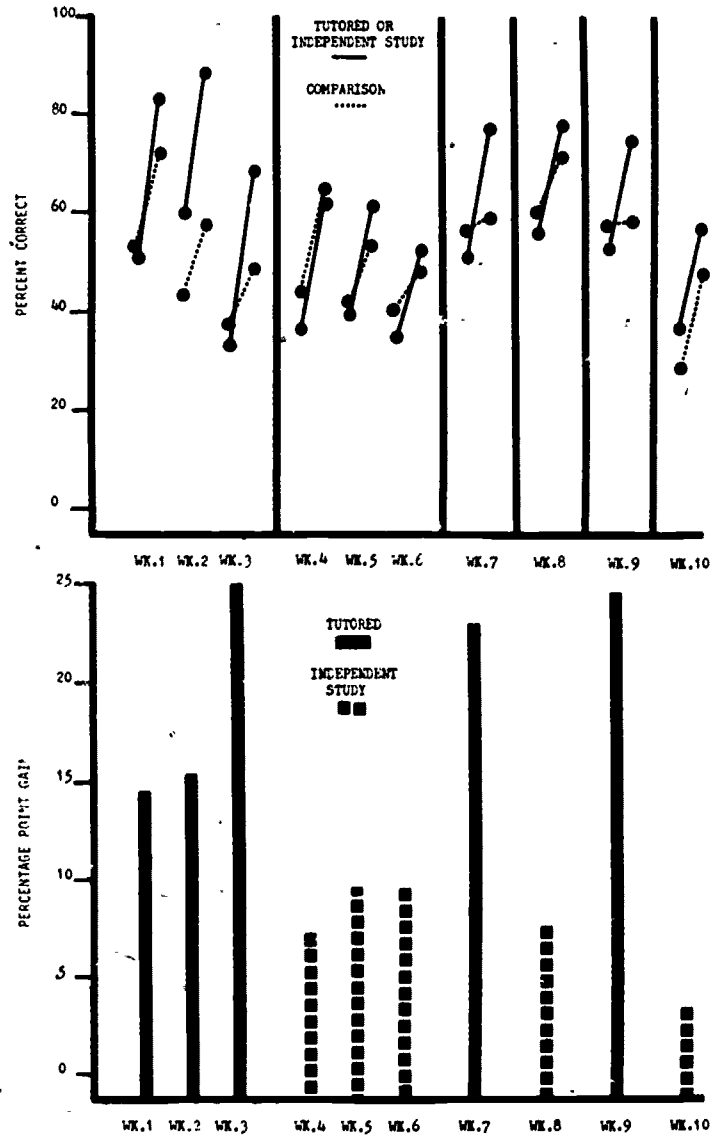 100
TUTORED OR
INDEPENDENT STUDY
COMPARISON
80
60
40
20
0
PERCENT CORRECT
WK.1 WK.2 WK.3 WK.4 WK.5 WK.6 WK.7 WK.8 WK.9 WK.10
25
TUTORED
INDEPENDENT
STUDY
20
15
10
5
0
PERCENTAGE POINT GAIN
WK.1 WK.2 WK.3 WK.4 WK.5 WK.6 WK.7 WK.8 WK.9 WK.10